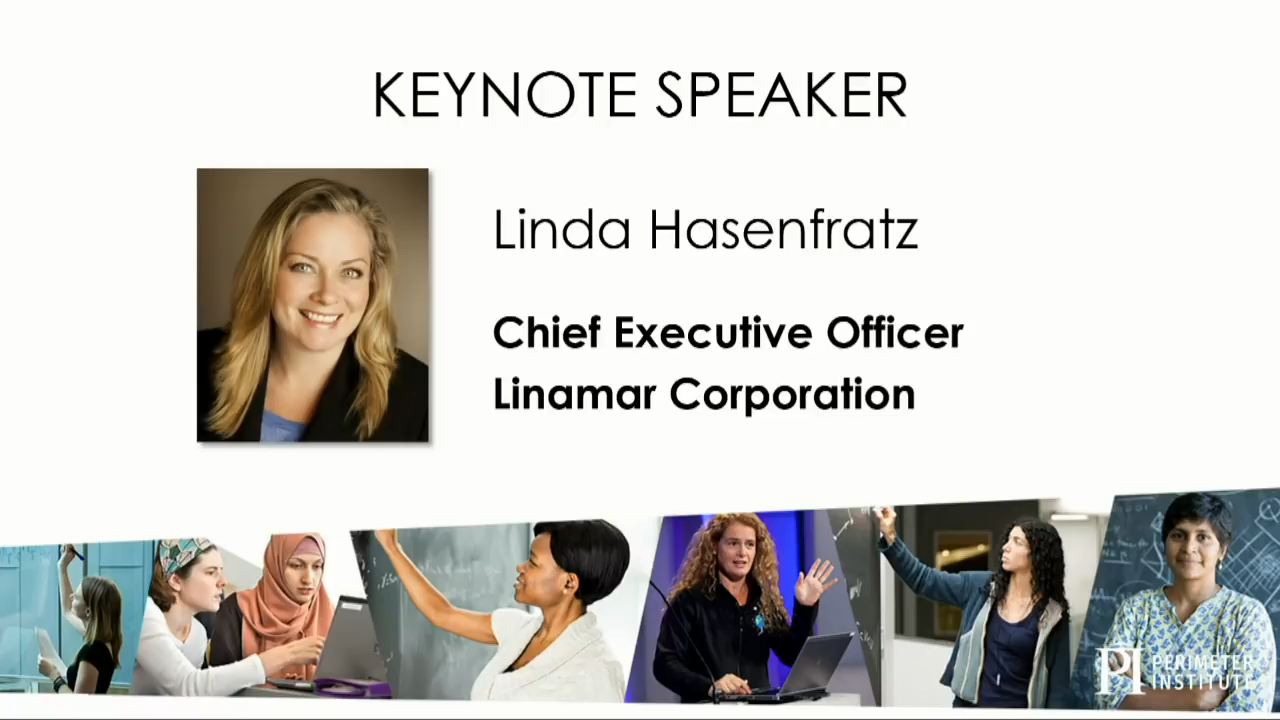 KEYNOTE SPEAKER
Linda Hasenfratz
Chief Executive Officer
Linamar Corporation
PI PERIMETER
INSTITUTE